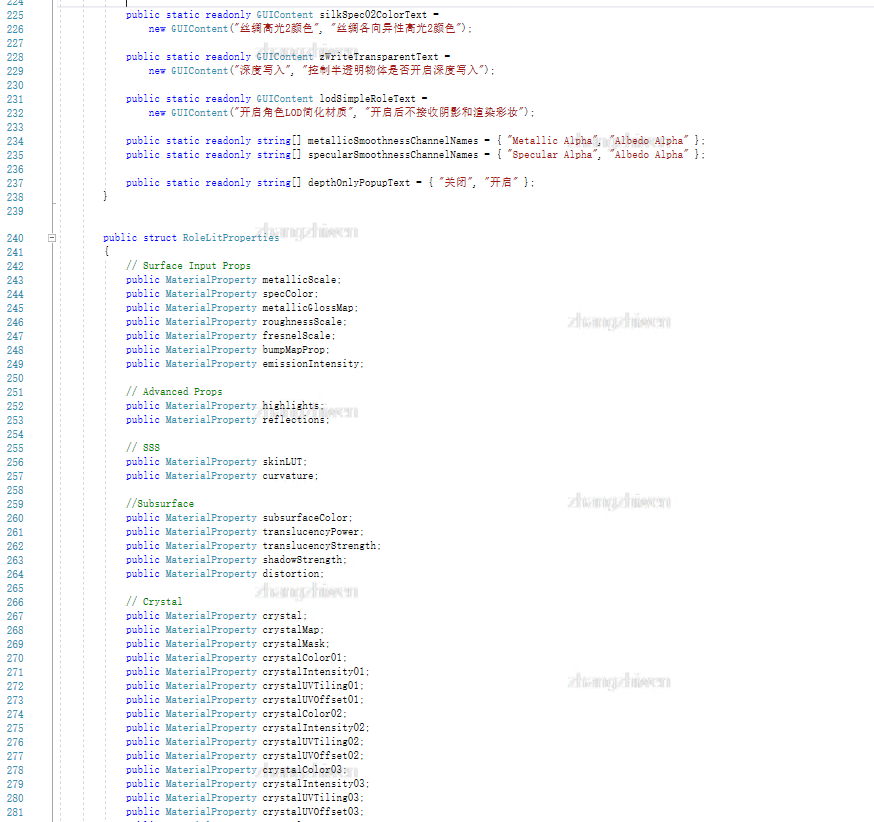 224
225 public static readonly GUIContent silkSpec02ColorText =
226 new GUIContent("丝绸高光2颜色", "丝绸各向异性高光2颜色");
227
228 public static readonly GUIContent zWriteTransparentText =
229 new GUIContent("深度写入", "控制半透明物体是否开启深度写入");
230
231 public static readonly GUIContent lodSimpleRoleText =
232 new GUIContent("开启角色LOD简化材质", "开启后不接收阴影和渲染彩妆");
233
234 public static readonly string[] metallicSmoothnessChannelNames = { "Metallic Alpha", "Albedo Alpha" };
235 public static readonly string[] specularSmoothnessChannelNames = { "Specular Alpha", "Albedo Alpha" };
236
237 public static readonly string[] depthOnlyPopupText = { "关闭", "开启" };
238 }
239
240 public struct RoleLitProperties
241 {
242 // Surface Input Props
243 public MaterialProperty metallicScale;
244 public MaterialProperty specColor;
245 public MaterialProperty metallicGlossMap;
246 public MaterialProperty roughnessScale;
247 public MaterialProperty fresnelScale;
248 public MaterialProperty bumpMapProp;
249 public MaterialProperty emissionIntensity;
250
251 // Advanced Props
252 public MaterialProperty highlights;
253 public MaterialProperty reflections;
254
255 // SSS
256 public MaterialProperty skinLUT;
257 public MaterialProperty curvature;
258
259 //Subsurface
260 public MaterialProperty subsurfaceColor;
261 public MaterialProperty translucencyPower;
262 public MaterialProperty translucencyStrength;
263 public MaterialProperty shadowStrength;
264 public MaterialProperty distortion;
265
266 // Crystal
267 public MaterialProperty crystal;
268 public MaterialProperty crystalMap;
269 public MaterialProperty crystalMask;
270 public MaterialProperty crystalColor01;
271 public MaterialProperty crystalIntensity01;
272 public MaterialProperty crystalUVTiling01;
273 public MaterialProperty crystalUVOffset01;
274 public MaterialProperty crystalColor02;
275 public MaterialProperty crystalIntensity02;
276 public MaterialProperty crystalUVTiling02;
277 public MaterialProperty crystalUVOffset02;
278 public MaterialProperty crystalColor03;
279 public MaterialProperty crystalIntensity03;
280 public MaterialProperty crystalUVTiling03;
281 public MaterialProperty crystalUVOffset03;